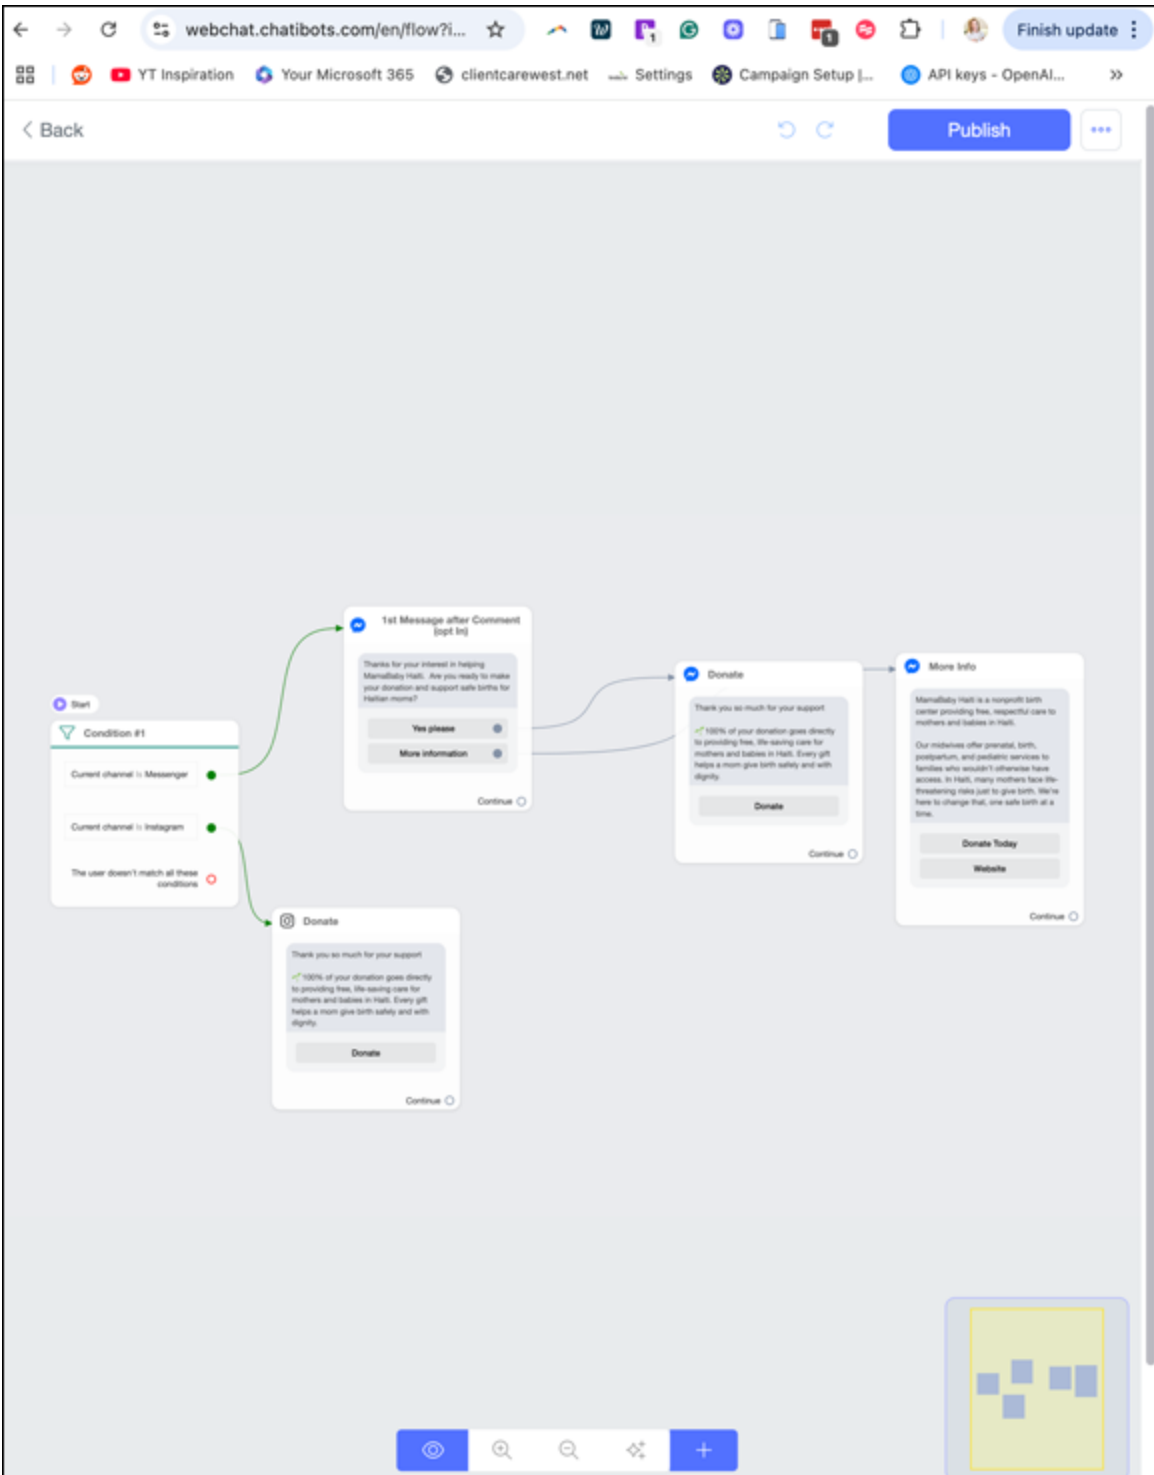 webchat.chatibots.com/en/flow?i...
1
1
Finish update
YT Inspiration
Your Microsoft 365
clientcarewest.net
Settings
Campaign Setup |...
API keys - OpenAI...
»
Back
Publish
Start
Condition #1
Current channel Is Messenger
Current channel Is Instagram
The user doesn't match all these
conditions
1st Message after Comment
(opt In)
Thanks for your interest in helping
MamaBaby Haiti. Are you ready to make
your donation and support safe births for
Haitian moms?
Yes please
More information
Continue
Donate
Thank you so much for your support
100% of your donation goes directly
to providing free, life-saving care for
mothers and babies in Haiti. Every gift
helps a mom give birth safely and with
dignity.
Donate
Continue
More Info
MamaBaby Haiti is a nonprofit birth
center providing free, respectful care to
mothers and babies in Haiti.
Our midwives offer prenatal, birth,
postpartum, and pediatric services to
families who wouldn't otherwise have
access. In Haiti, many mothers face life-
threatening risks just to give birth. We're
here to change that, one safe birth at a
time.
Donate Today
Website
Continue
Donate
Thank you so much for your support
100% of your donation goes directly
to providing free, life-saving care for
mothers and babies in Haiti. Every gift
helps a mom give birth safely and with
dignity.
Donate
Continue